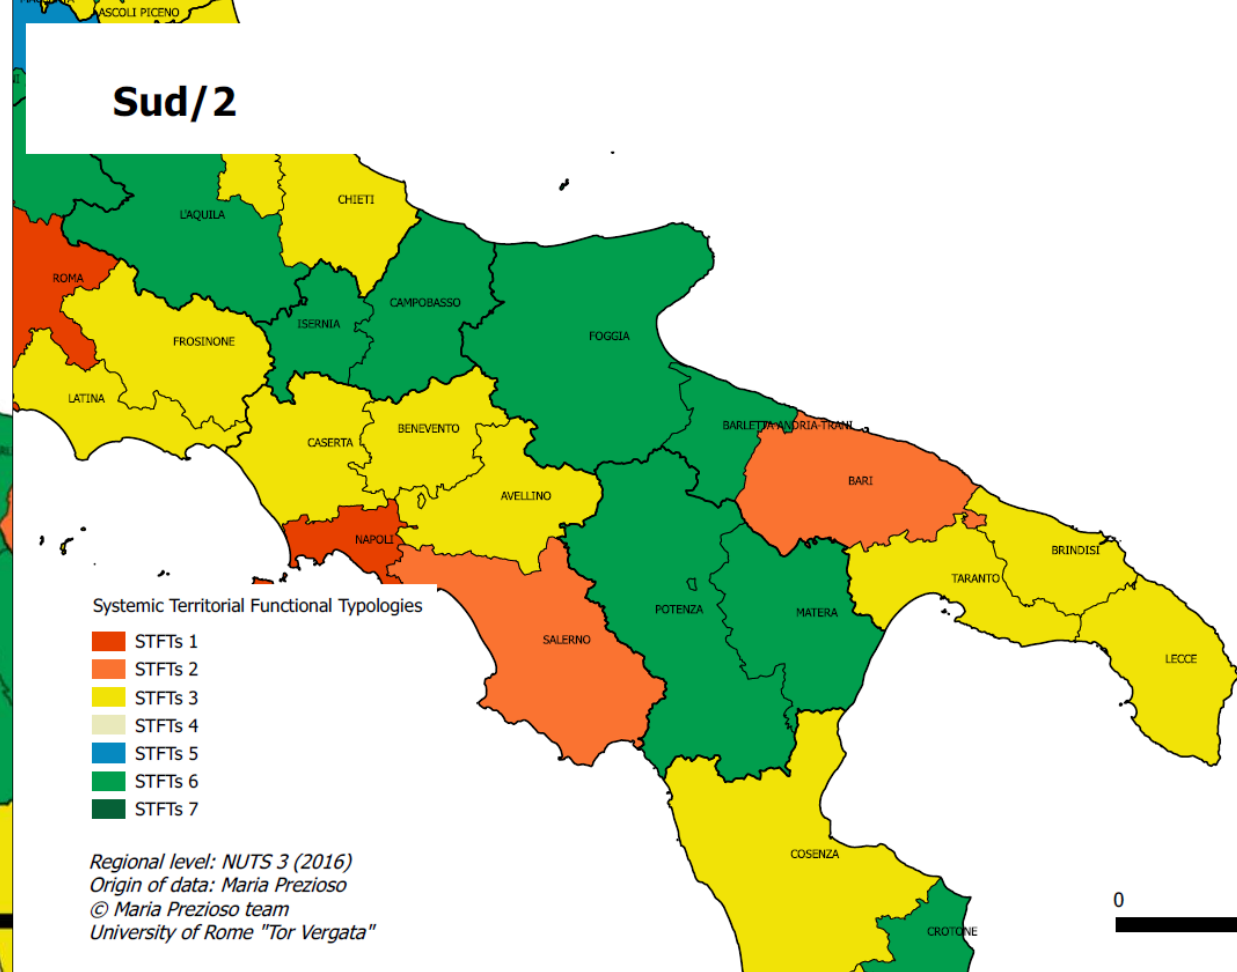 ASCOLI PICENO
Sud/2
CHIETI
L'AQUILA
ROMA
CAMPOBASSO
ISERNIA
FOGGIA
FROSINONE
LATINA
BARLETTA-ANDRIA-TRANI
BENEVENTO
CASERTA
BARI
AVELLINO
NAPOLI
BRINDISI
TARANTO
POTENZA
MATERA
SALERNO
LECCE
Systemic Territorial Functional Typologies
STFTs 1
STFTs 2
STFTs 3
STFTs 4
STFTs 5
STFTs 6
STFTs 7
COSENZA
Regional level: NUTS 3 (2016)
Origin of data: Maria Prezioso
© Maria Prezioso team
University of Rome "Tor Vergata"
0
CROTONE